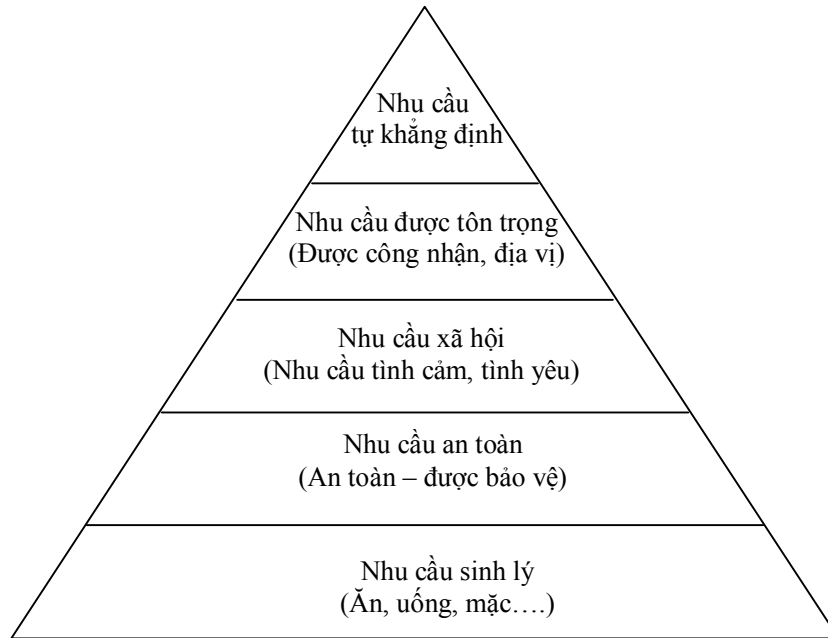 Nhu cầu
tự khẳng định
Nhu cầu được tôn trọng
(Được công nhận, địa vị)
Nhu cầu xã hội
(Nhu cầu tình cảm, tình yêu)
Nhu cầu an toàn
(An toàn – được bảo vệ)
Nhu cầu sinh lý
(Ăn, uống, mặc….)